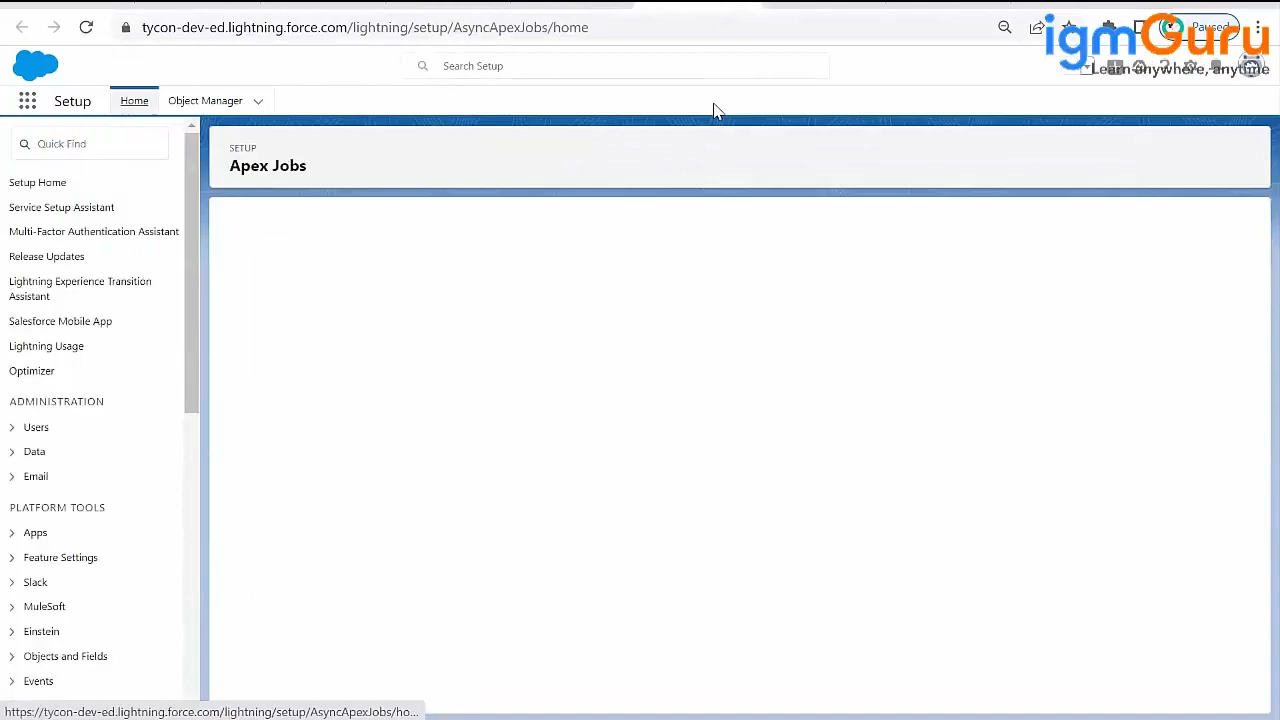 tycon-dev-ed.lightning.force.com/lightning/setup/AsyncApexJobs/home
Paused
igmGuru
Learn anywhere, anytime
Search Setup
Setup
Home
Object Manager
Quick Find
SETUP
Apex Jobs
Setup Home
Service Setup Assistant
Multi-Factor Authentication Assistant
Release Updates
Lightning Experience Transition
Assistant
Salesforce Mobile App
Lightning Usage
Optimizer
ADMINISTRATION
Users
Data
Email
PLATFORM TOOLS
Apps
Feature Settings
Slack
MuleSoft
Einstein
Objects and Fields
Events
https://tycon-dev-ed.lightning.force.com/lightning/setup/AsyncApexJobs/ho...